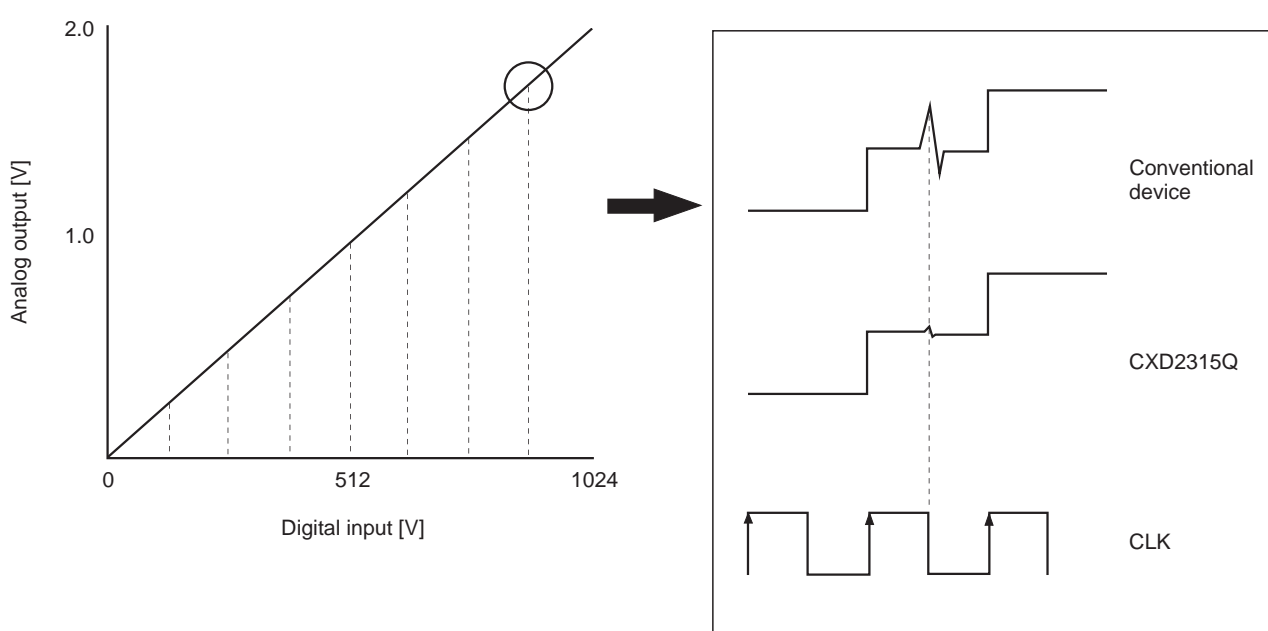 2.0
1.0
Analog output [V]
0
512
1024
Digital input [V]
Conventional
device
CXD2315Q
CLK